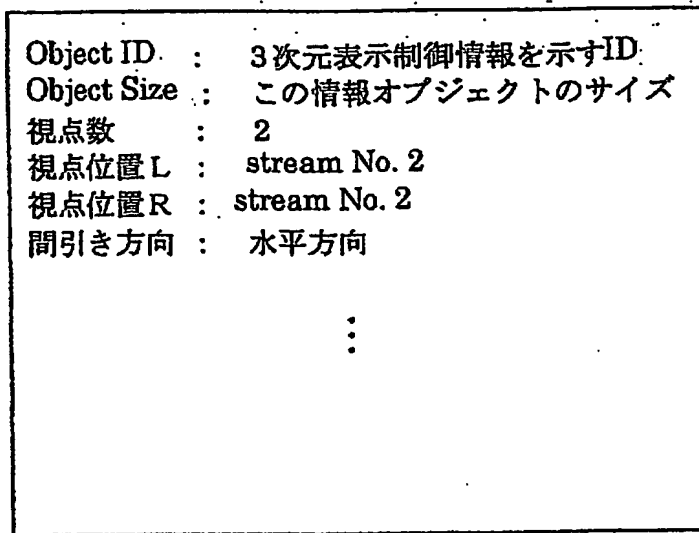 Object ID : 3次元表示制御情報を示すID
Object Size : この情報オブジェクトのサイズ
視点数 : 2
視点位置L : stream No. 2
視点位置R : stream No. 2
間引き方向 : 水平方向
⋮